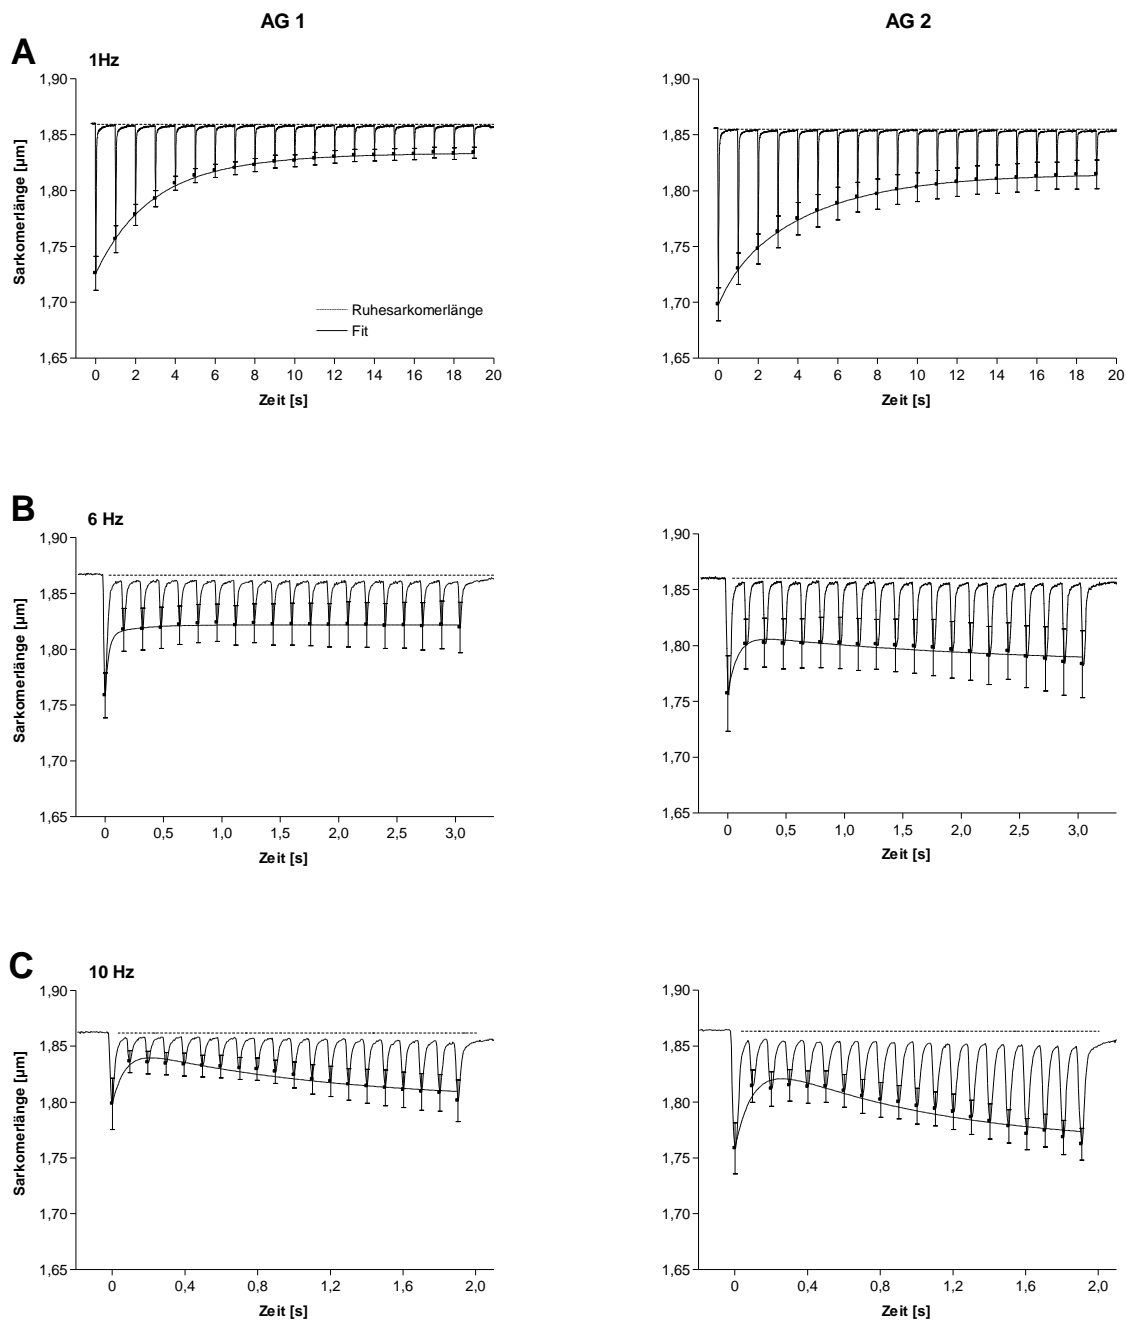 AG 1
AG 2
A
1Hz
1,90
1,85
1,80
1,75
1,70
1,65
Sarkomerlänge [µm]
Ruhesarkomerlänge
Fit
0 2 4 6 8 10 12 14 16 18 20
Zeit [s]
1,90
1,85
1,80
1,75
1,70
1,65
0 2 4 6 8 10 12 14 16 18 20
Zeit [s]
B
6 Hz
1,90
1,85
1,80
1,75
1,70
1,65
Sarkomerlänge [µm]
0 0,5 1,0 1,5 2,0 2,5 3,0
Zeit [s]
1,90
1,85
1,80
1,75
1,70
1,65
0 0,5 1,0 1,5 2,0 2,5 3,0
Zeit [s]
C
10 Hz
1,90
1,85
1,80
1,75
1,70
1,65
Sarkomerlänge [µm]
0 0,4 0,8 1,2 1,6 2,0
Zeit [s]
1,90
1,85
1,80
1,75
1,70
1,65
0 0,4 0,8 1,2 1,6 2,0
Zeit [s]